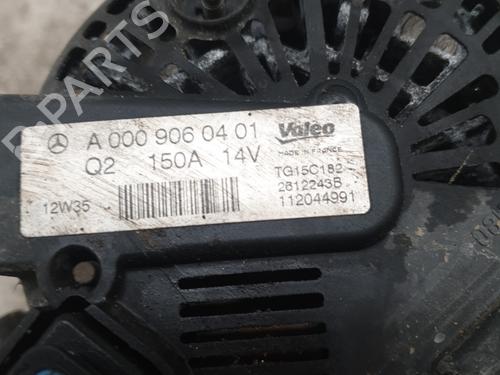 B-PARTS
A 000 906 04 01
Valeo
MADE IN FRANCE
Q2 150A 14V
TG15C182-
2612243B
12W35
112044991